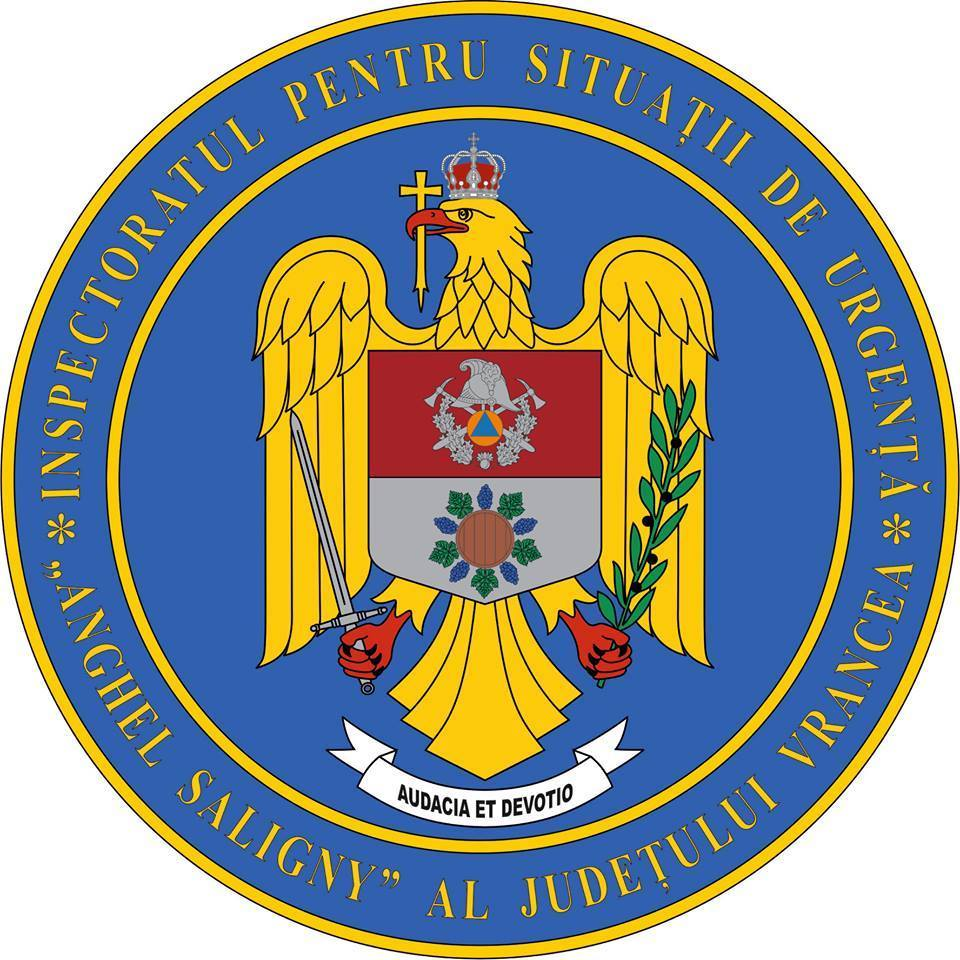 * INSPECTORATUL PENTRU SITUAȚII DE URGENȚĂ *
„ANGHEL SALIGNY” AL JUDEȚULUI VRANCEA
AUDACIA ET DEVOTIO